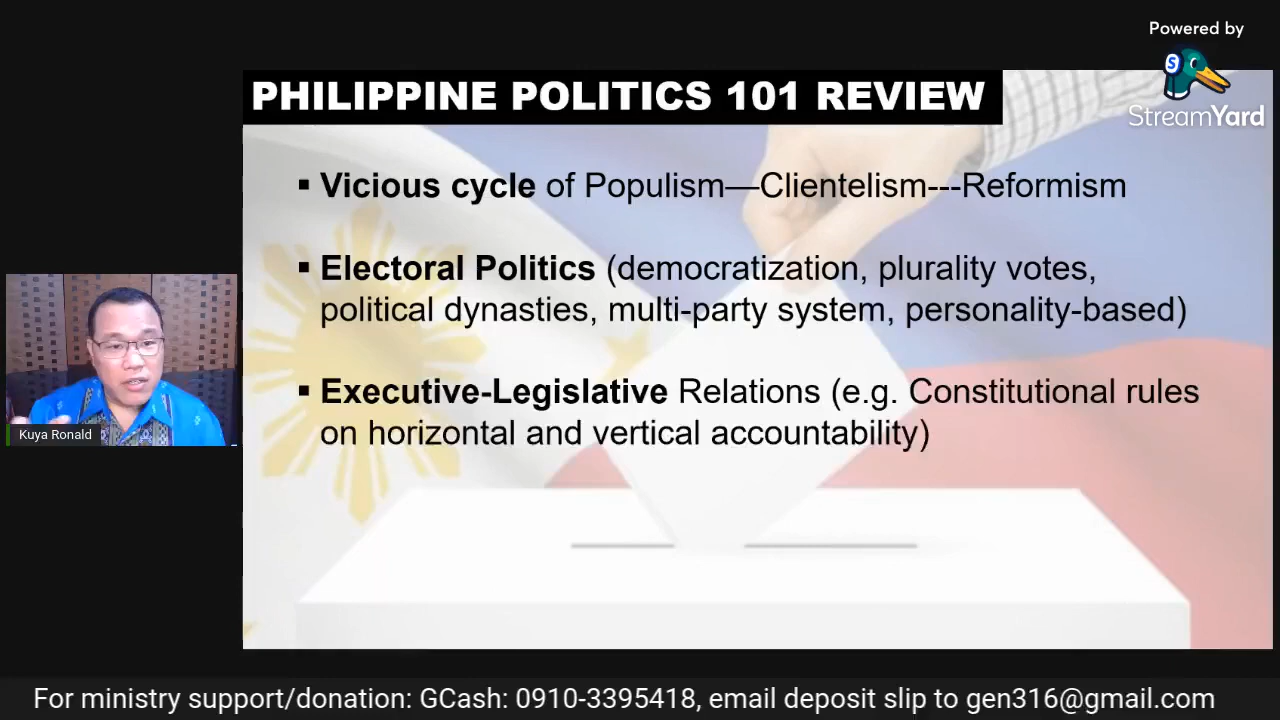 Powered by
StreamYard
PHILIPPINE POLITICS 101 REVIEW
▪ Vicious cycle of Populism—Clientelism---Reformism
▪ Electoral Politics (democratization, plurality votes,
political dynasties, multi-party system, personality-based)
▪ Executive-Legislative Relations (e.g. Constitutional rules
on horizontal and vertical accountability)
Kuya Ronald
For ministry support/donation: GCash: 0910-3395418, email deposit slip to gen316@gmail.com